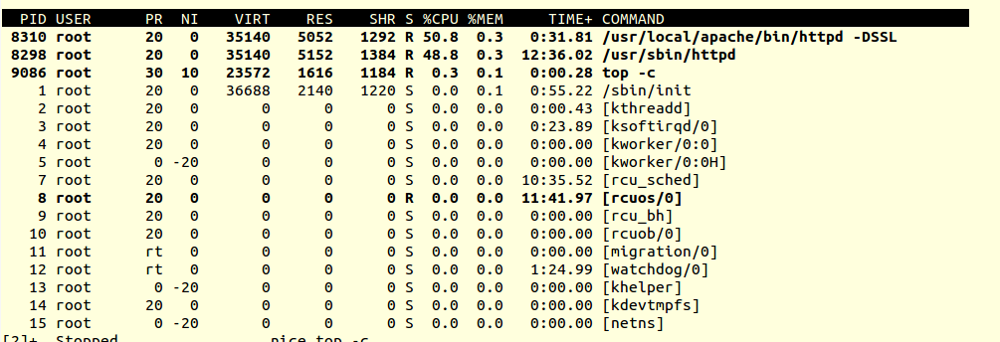 PID USER PR NI VIRT RES SHR S %CPU %MEM TIME+ COMMAND
8310 root 20 0 35140 5052 1292 R 50.8 0.3 0:31.81 /usr/local/apache/bin/httpd -DSSL
8298 root 20 0 35140 5152 1384 R 48.8 0.3 12:36.02 /usr/sbin/httpd
9086 root 30 10 23572 1616 1184 R 0.3 0.1 0:00.28 top -c
1 root 20 0 36688 2140 1220 S 0.0 0.1 0:55.22 /sbin/init
2 root 20 0 0 0 0 S 0.0 0.0 0:00.43 [kthreadd]
3 root 20 0 0 0 0 S 0.0 0.0 0:23.89 [ksoftirqd/0]
4 root 20 0 0 0 0 S 0.0 0.0 0:00.00 [kworker/0:0]
5 root 0 -20 0 0 0 S 0.0 0.0 0:00.00 [kworker/0:0H]
7 root 20 0 0 0 0 S 0.0 0.0 10:35.52 [rcu_sched]
8 root 20 0 0 0 0 R 0.0 0.0 11:41.97 [rcuos/0]
9 root 20 0 0 0 0 S 0.0 0.0 0:00.00 [rcu_bh]
10 root 20 0 0 0 0 S 0.0 0.0 0:00.00 [rcuob/0]
11 root rt 0 0 0 0 S 0.0 0.0 0:00.00 [migration/0]
12 root rt 0 0 0 0 S 0.0 0.0 1:24.99 [watchdog/0]
13 root 0 -20 0 0 0 S 0.0 0.0 0:00.00 [khelper]
14 root 20 0 0 0 0 S 0.0 0.0 0:00.00 [kdevtmpfs]
15 root 0 -20 0 0 0 S 0.0 0.0 0:00.00 [netns]
[2]+ Stopped nice top -c